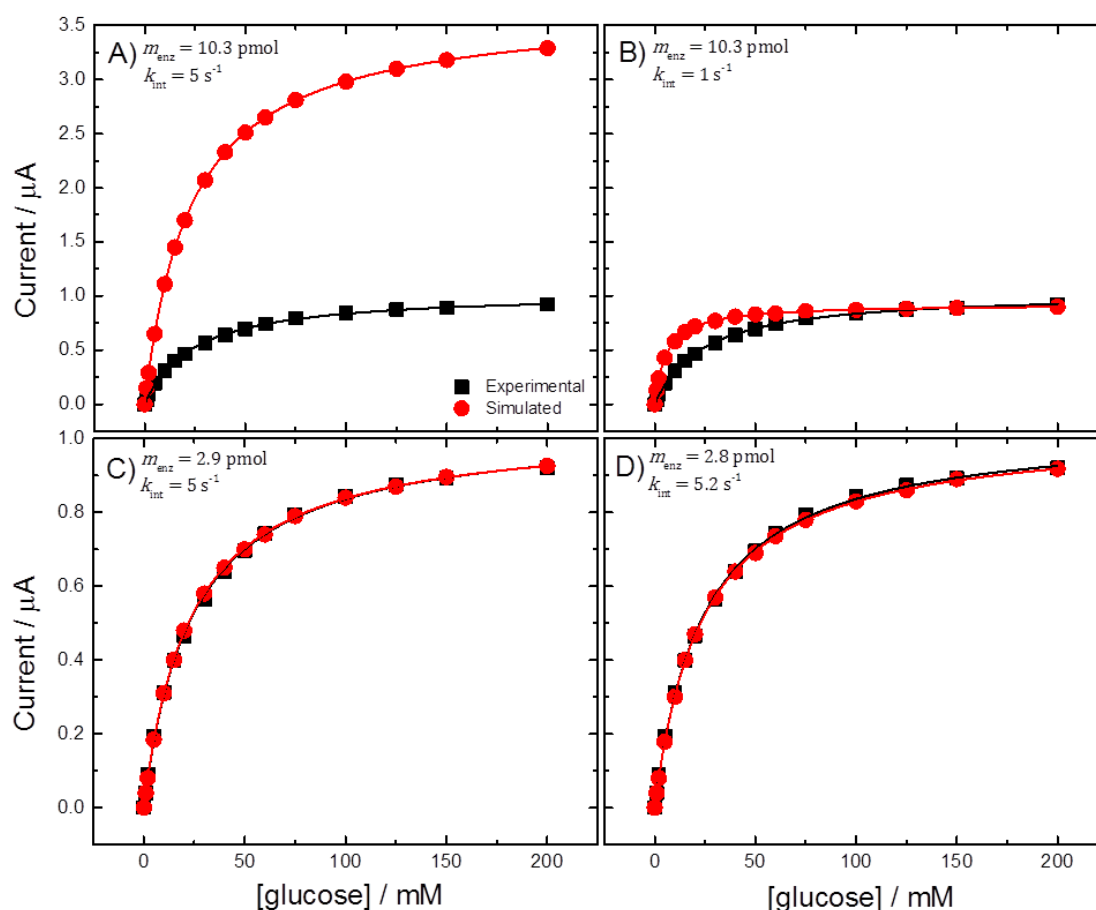 A) m_enz = 10.3 pmol
k_int = 5 s⁻¹
B) m_enz = 10.3 pmol
k_int = 1 s⁻¹
3.5
3.0
2.5
2.0
1.5
1.0
0.5
0.0
Current / μA
Experimental
Simulated
C) m_enz = 2.9 pmol
k_int = 5 s⁻¹
D) m_enz = 2.8 pmol
k_int = 5.2 s⁻¹
1.0
0.8
0.6
0.4
0.2
0.0
Current / μA
0 50 100 150 200
0 50 100 150 200
[glucose] / mM
[glucose] / mM